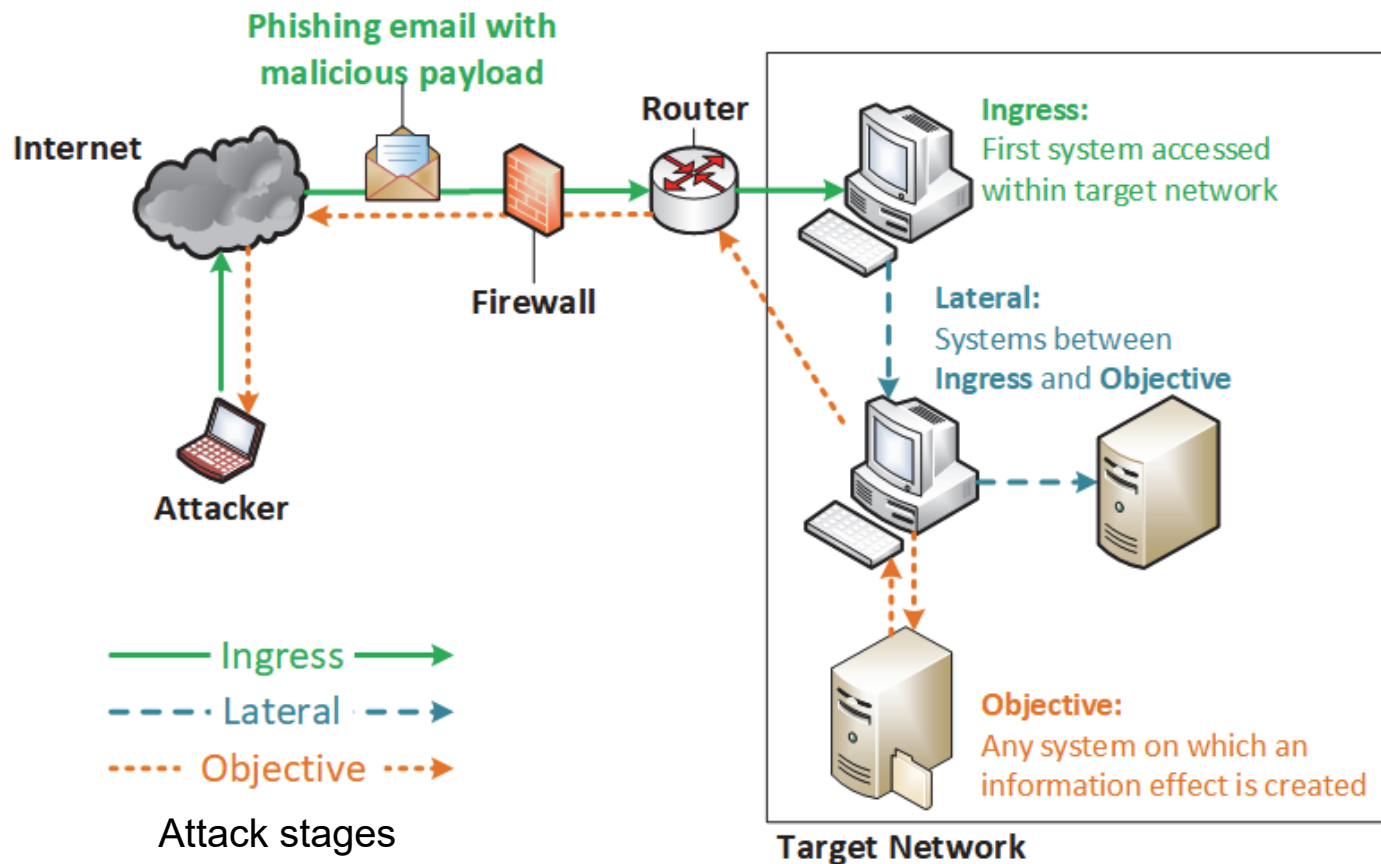 Phishing email with
malicious payload
Internet
Router
Firewall
Attacker
Ingress:
First system accessed
within target network
Lateral:
Systems between
Ingress and Objective
Objective:
Any system on which an
information effect is created
Ingress
Lateral
Objective
Attack stages
Target Network